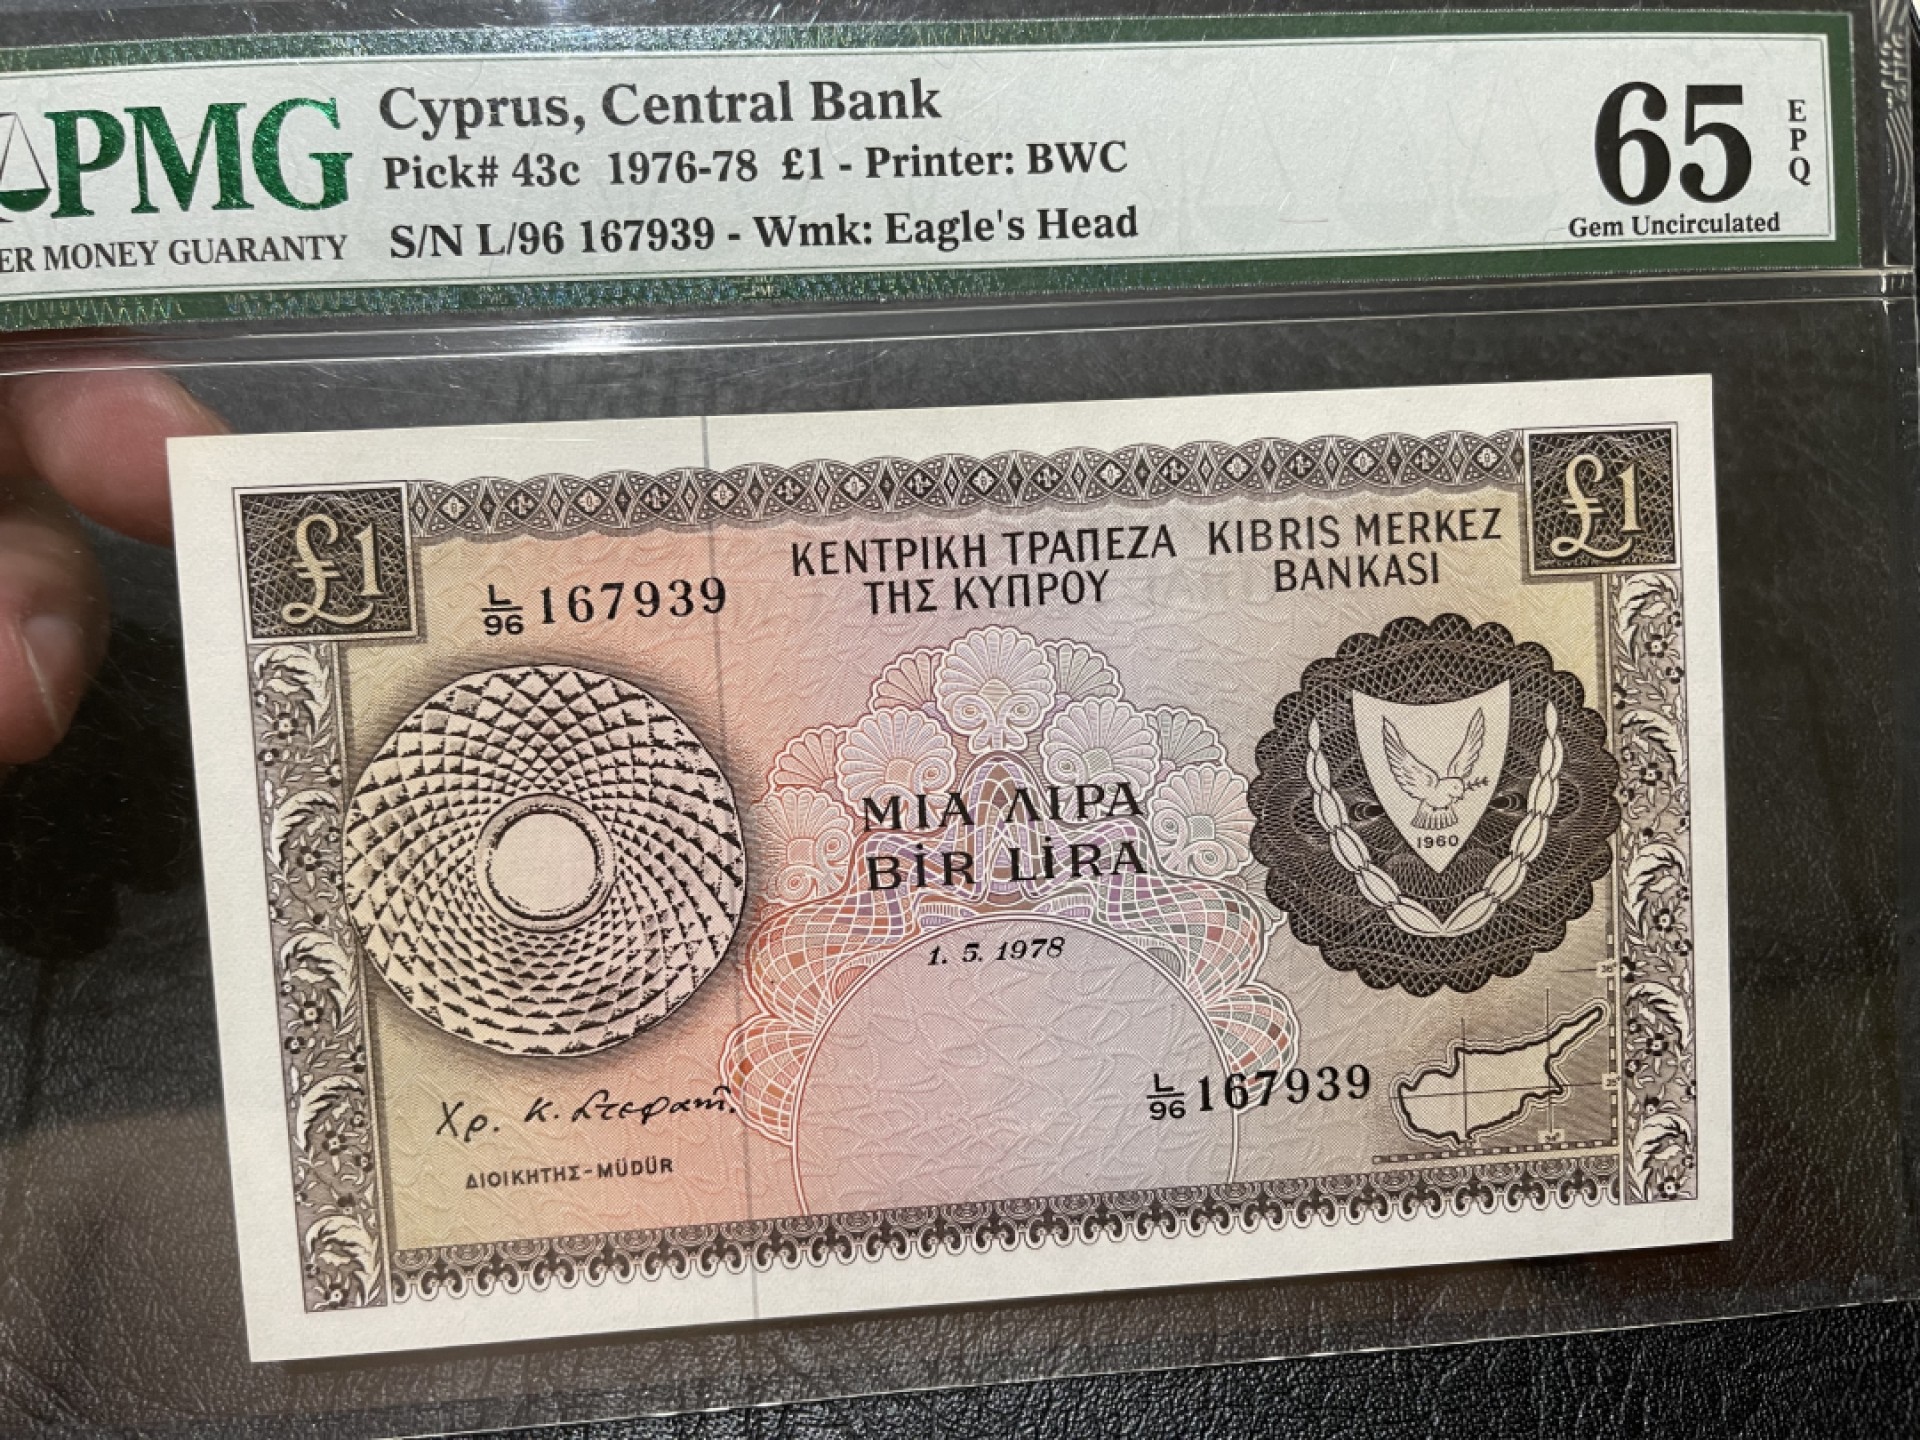 PMG
ER MONEY GUARANTY
Cyprus, Central Bank
Pick# 43c 1976-78 £1 - Printer: BWC
S/N L/96 167939 - Wmk: Eagle's Head
65
EPQ
Gem Uncirculated
£1
£1
ΚΕΝΤΡΙΚΗ ΤΡΑΠΕΖΑ
ΤΗΣ ΚΥΠΡΟΥ
KIBRIS MERKEZ
BANKASI
L/96 167939
ΜΙΑ ΛΙΡΑ
BİR LİRA
1960
1. 5. 1978
L/96 167939
Χρ. Κ. Στεφανι
ΔΙΟΙΚΗΤΗΣ-MÜDÜR